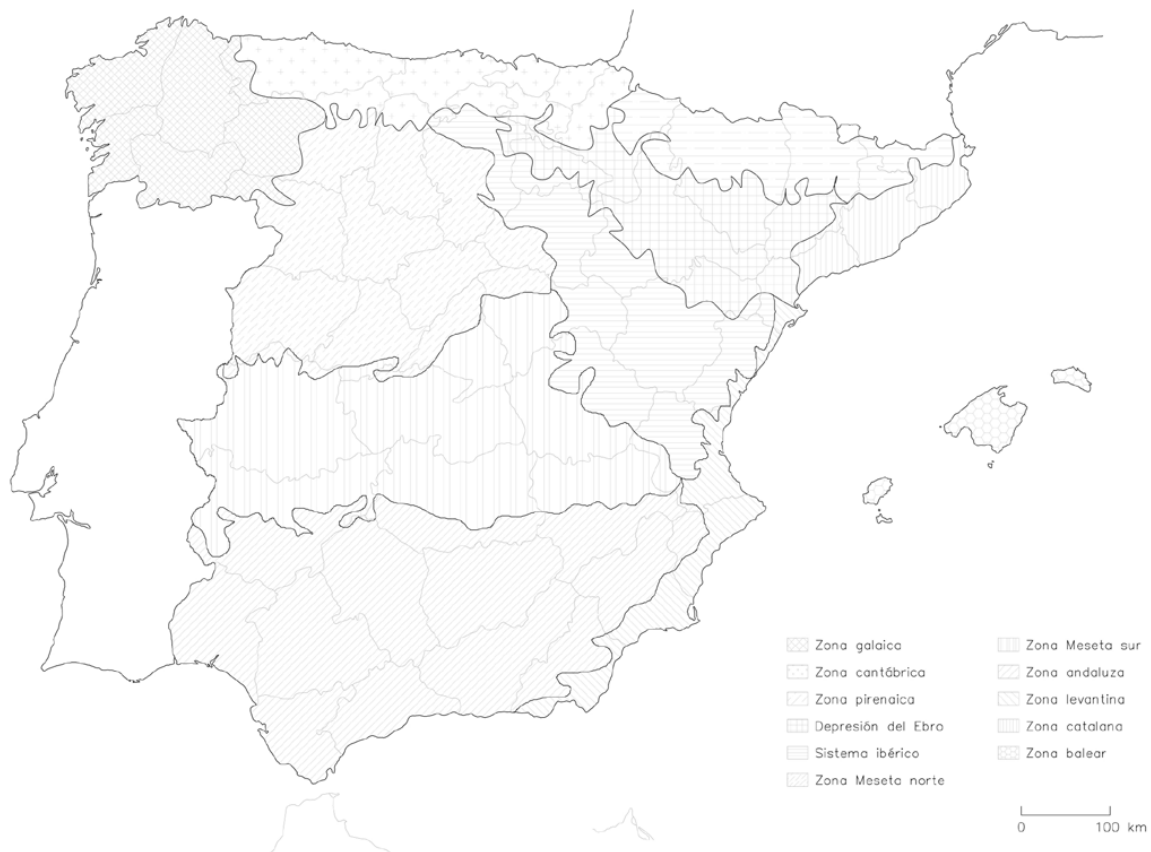 Zona galaica
Zona cantábrica
Zona pirenaica
Depresión del Ebro
Sistema ibérico
Zona Meseta norte
Zona Meseta sur
Zona andaluza
Zona levantina
Zona catalana
Zona balear
0 100 km